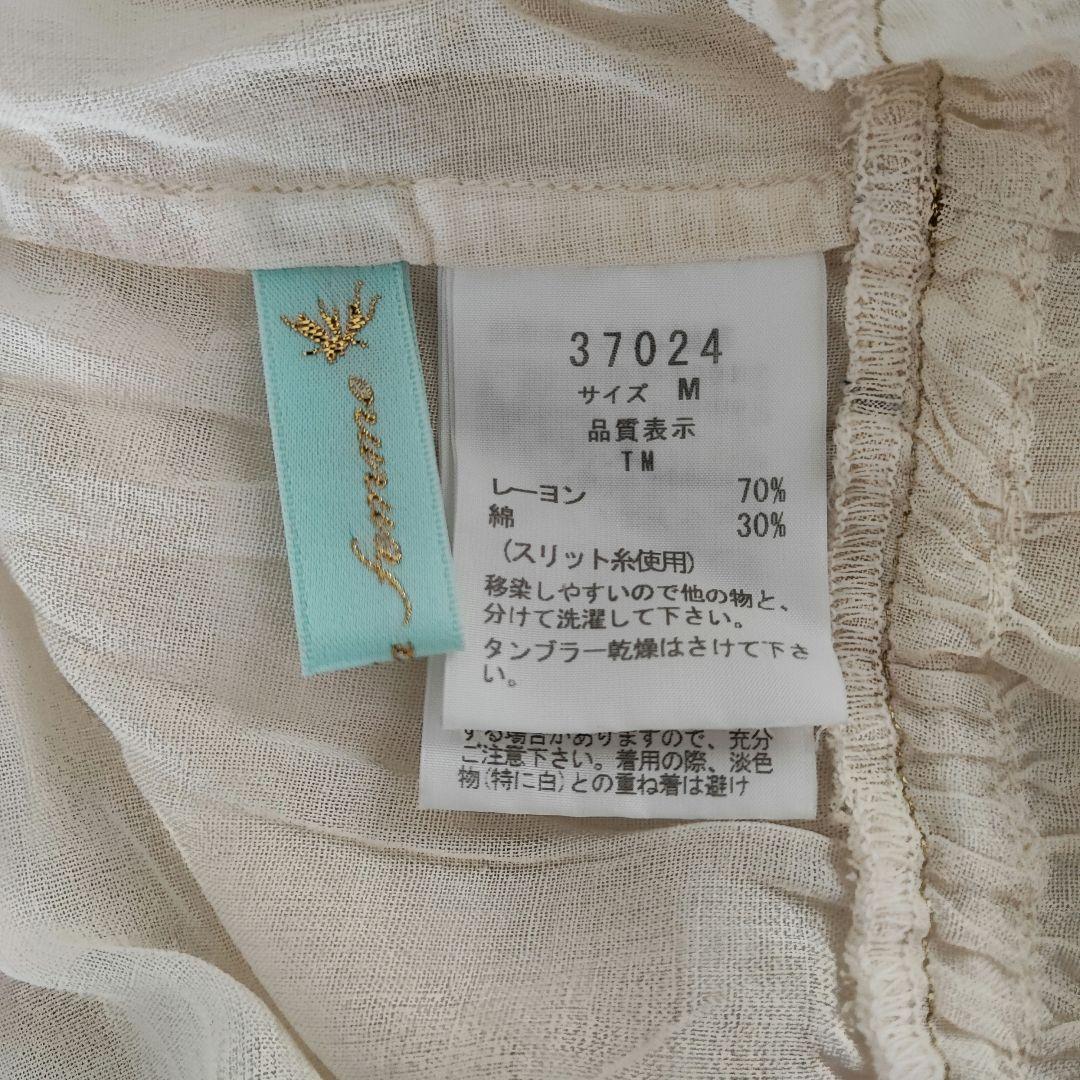 37024
サイズ M
品質表示
TM
レーヨン 70%
綿 30%
(スリット糸使用)
移染しやすいので他の物と、
分けて洗濯して下さい。
タンブラー乾燥はさけて下さ
い。
する場合がありますので、充分
ご注意下さい。着用の際、淡色
物(特に白)との重ね着は避け